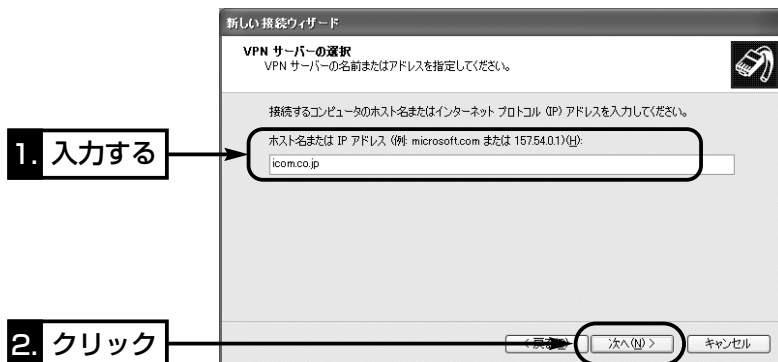 新しい接続ウィザード
VPN サーバーの選択
VPN サーバーの名前またはアドレスを指定してください。
接続するコンピュータのホスト名またはインターネット プロトコル (IP) アドレスを入力してください。
ホスト名または IP アドレス (例: microsoft.com または 157.54.0.1)(H):
1. 入力する
icom.co.jp
2. クリック
次へ(N) >
キャンセル